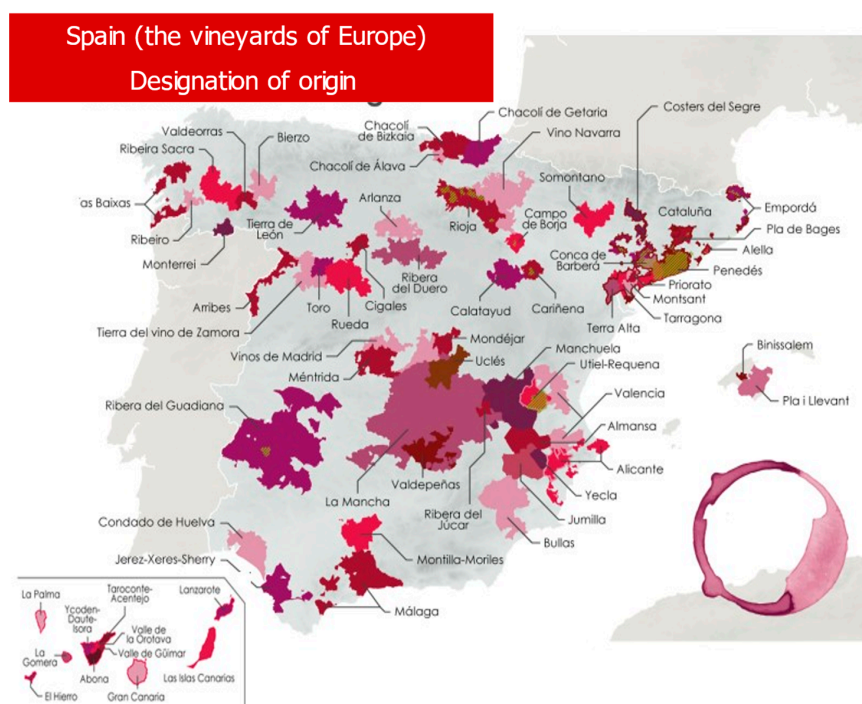 Spain (the vineyards of Europe)
Designation of origin
Chacolí de Getaria
Costers del Segre
Chacolí
de Bizkaia
Vino Navarra
Valdeorras
Bierzo
Ribeira Sacra
Chacolí de Álava
Somontano
Arlanza
as Baixas
Cataluña
Empordá
Rioja
Campo
de Borja
Tierra de
León
Pla de Bages
Ribeiro
Alella
Conca de
Barberá
Monterrei
Penedés
Ribera
del Duero
Priorato
Montsant
Arribes
Toro
Cigales
Calatayud
Cariñena
Tarragona
Rueda
Terra Alta
Tierra del vino de Zamora
Mondéjar
Binissalem
Vinos de Madrid
Manchuela
Uclés
Utiel-Requena
Méntrida
Valencia
Pla i Llevant
Ribera del Guadiana
Almansa
Alicante
Valdepeñas
Yecla
La Mancha
Ribera del
Júcar
Jumilla
Condado de Huelva
Bullas
Montilla-Moriles
Jerez-Xeres-Sherry
Málaga
Taroconte-
Acentejo
Lanzarote
La Palma
Ycoden-
Daute-
Isora
Valle de
la Orotava
Valle de Güimar
La
Gomera
Abona
Las Islas Canarias
El Hierro
Gran Canaria